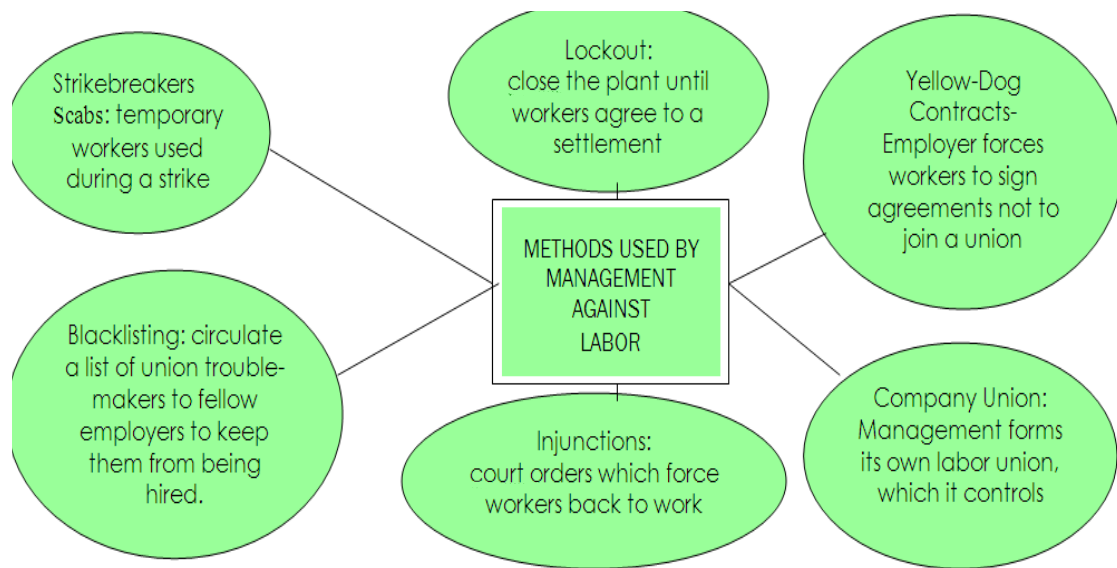 Strikebreakers
Scabs: temporary
workers used
during a strike
Lockout:
close the plant until
workers agree to a
settlement
Yellow-Dog
Contracts-
Employer forces
workers to sign
agreements not to
join a union
METHODS USED BY
MANAGEMENT
AGAINST
LABOR
Blacklisting: circulate
a list of union trouble-
makers to fellow
employers to keep
them from being
hired.
Injunctions:
court orders which force
workers back to work
Company Union:
Management forms
its own labor union,
which it controls